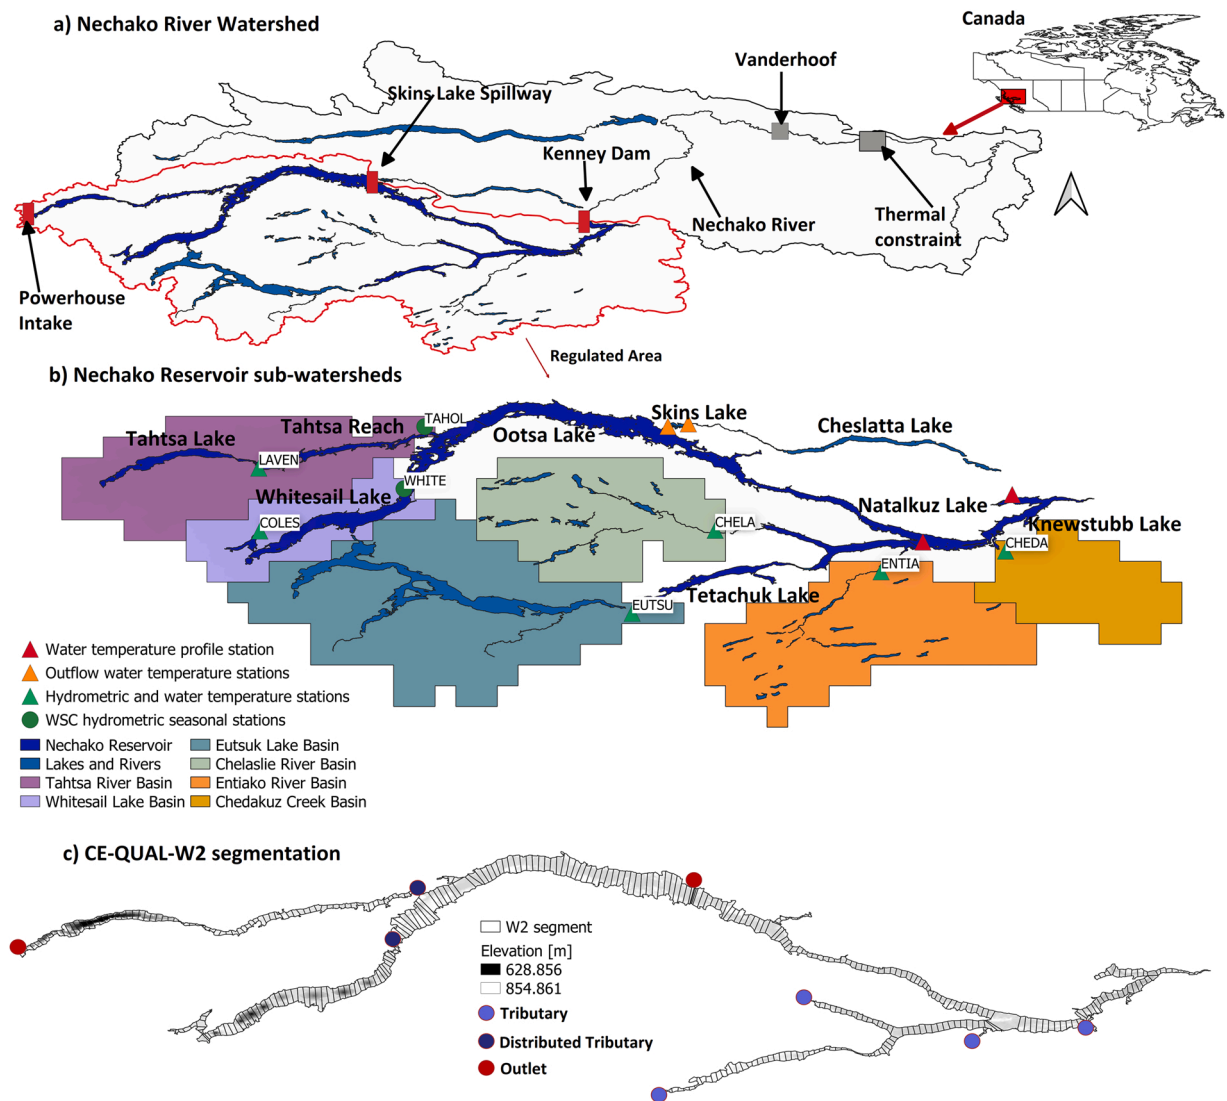 a) Nechako River Watershed
Canada
Vanderhoof
Skins Lake Spillway
Kenney Dam
Nechako River
Thermal
constraint
Powerhouse
Intake
Regulated Area
b) Nechako Reservoir sub-watersheds
Tahtsa Lake
Tahtsa Reach
TAHOL
Ootsa Lake
Skins Lake
Cheslatta Lake
LAVEN
WHITE
Whitesail Lake
COLES
CHELA
Natalkuz Lake
Knewstubb Lake
CHEDA
ENTIA
Tetachuk Lake
EUTSU
Water temperature profile station
Outflow water temperature stations
Hydrometric and water temperature stations
WSC hydrometric seasonal stations
Nechako Reservoir
Eutsuk Lake Basin
Lakes and Rivers
Chelaslie River Basin
Tahtsa River Basin
Entiako River Basin
Whitesail Lake Basin
Chedakuz Creek Basin
c) CE-QUAL-W2 segmentation
W2 segment
Elevation [m]
628.856
854.861
Tributary
Distributed Tributary
Outlet